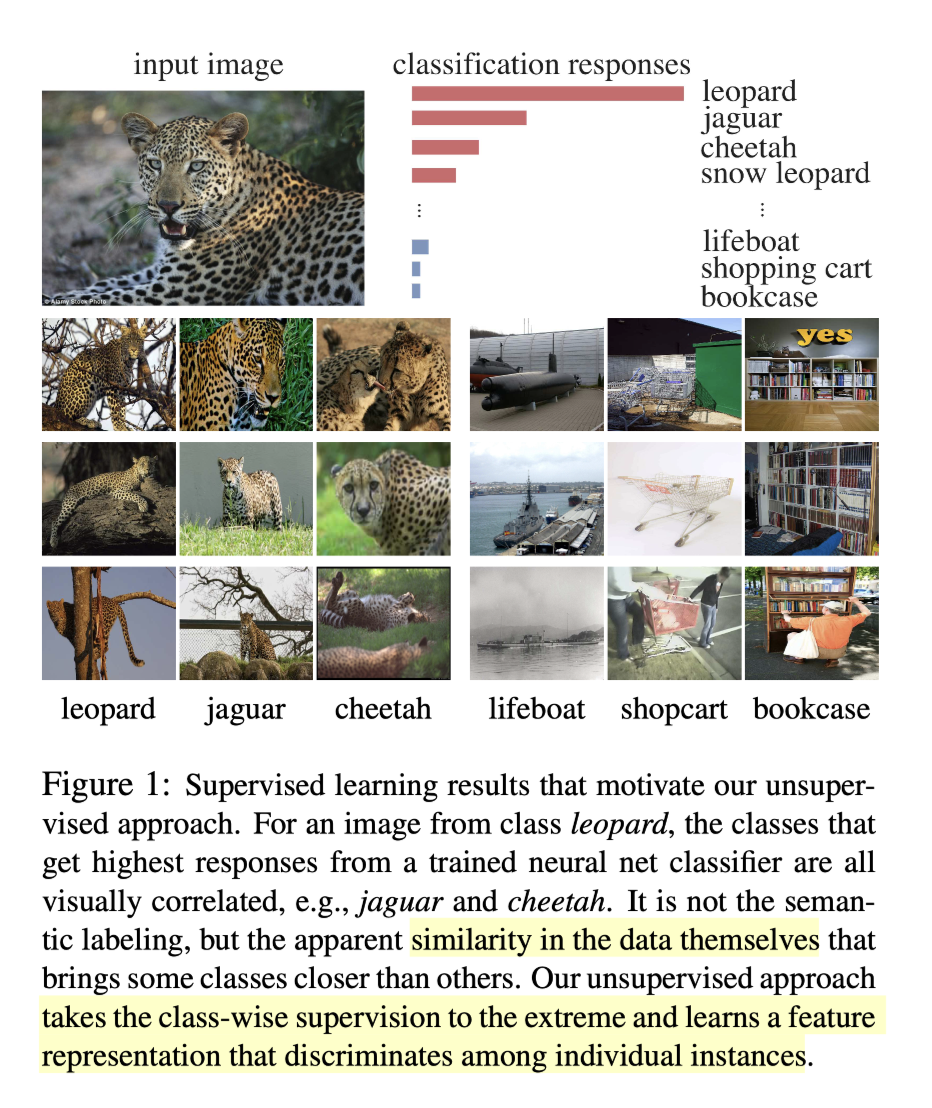 input image
classification responses
leopard
jaguar
cheetah
snow leopard
⋮
⋮
lifeboat
shopping cart
bookcase
© Alamy Stock Photo
yes
leopard
jaguar
cheetah
lifeboat
shopcart
bookcase
Figure 1: Supervised learning results that motivate our unsuper-
vised approach. For an image from class leopard, the classes that
get highest responses from a trained neural net classifier are all
visually correlated, e.g., jaguar and cheetah. It is not the seman-
tic labeling, but the apparent similarity in the data themselves that
brings some classes closer than others. Our unsupervised approach
takes the class-wise supervision to the extreme and learns a feature
representation that discriminates among individual instances.